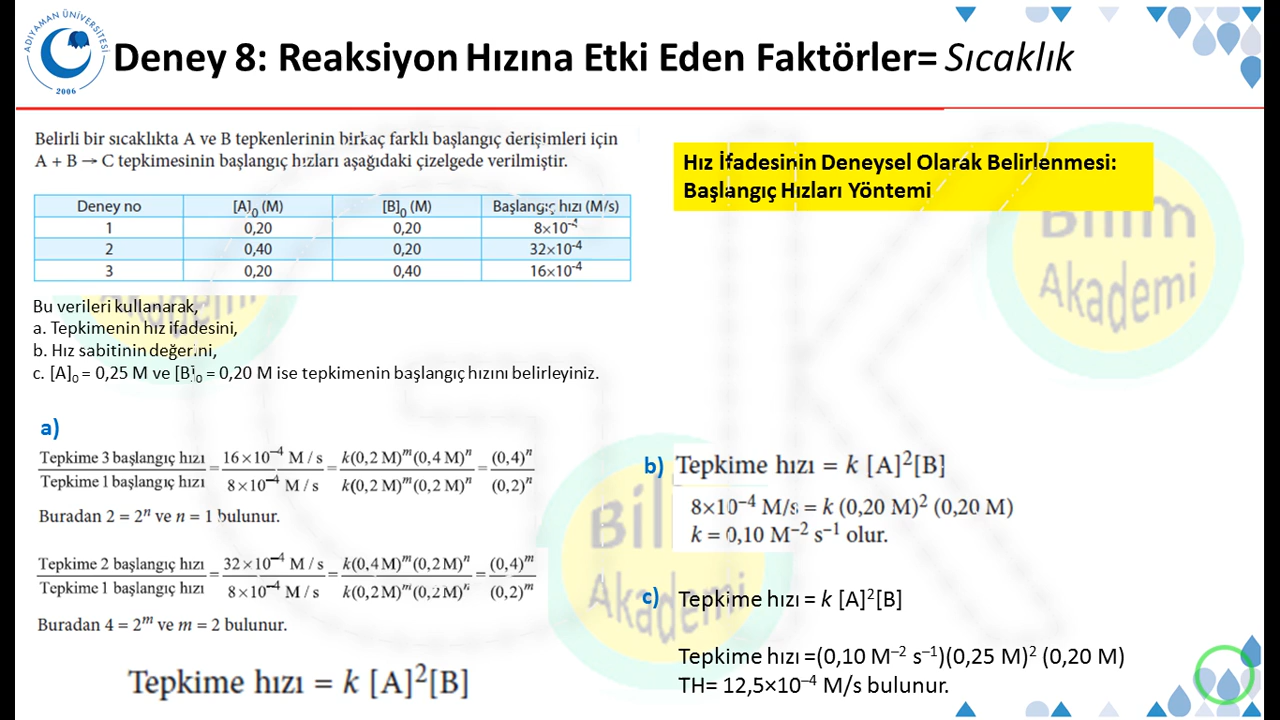 ADIYAMAN ÜNİVERSİTESİ
2006
Deney 8: Reaksiyon Hızına Etki Eden Faktörler= Sıcaklık
Belirli bir sıcaklıkta A ve B tepkenlerinin birkaç farklı başlangıç derişimleri için
A + B → C tepkimesinin başlangıç hızları aşağıdaki çizelgede verilmiştir.
Hız İfadesinin Deneysel Olarak Belirlenmesi:
Başlangıç Hızları Yöntemi
Deney no [A]₀ (M) [B]₀ (M) Başlangıç hızı (M/s)
1 0,20 0,20 8×10⁻⁴
2 0,40 0,20 32×10⁻⁴
3 0,20 0,40 16×10⁻⁴
Bu verileri kullanarak,
a. Tepkimenin hız ifadesini,
b. Hız sabitinin değerini,
c. [A]₀ = 0,25 M ve [B]₀ = 0,20 M ise tepkimenin başlangıç hızını belirleyiniz.
a)
Tepkime 3 başlangıç hızı / Tepkime 1 başlangıç hızı = 16×10⁻⁴ M / s / 8×10⁻⁴ M / s = k(0,2 M)ᵐ(0,4 M)ⁿ / k(0,2 M)ᵐ(0,2 M)ⁿ = (0,4)ⁿ / (0,2)ⁿ
Buradan 2 = 2ⁿ ve n = 1 bulunur.
Tepkime 2 başlangıç hızı / Tepkime 1 başlangıç hızı = 32×10⁻⁴ M / s / 8×10⁻⁴ M / s = k(0,4M)ᵐ(0,2M)ⁿ / k(0,2M)ᵐ(0,2M)ⁿ = (0,4)ᵐ / (0,2)ᵐ
Buradan 4 = 2ᵐ ve m = 2 bulunur.
Tepkime hızı = k [A]²[B]
b) Tepkime hızı = k [A]²[B]
8×10⁻⁴ M/s = k (0,20 M)² (0,20 M)
k = 0,10 M⁻² s⁻¹ olur.
c) Tepkime hızı = k [A]²[B]
Tepkime hızı =(0,10 M⁻² s⁻¹)(0,25 M)² (0,20 M)
TH= 12,5×10⁻⁴ M/s bulunur.
Bilim
Akademi
Akademi
Bil
Akademi
GK